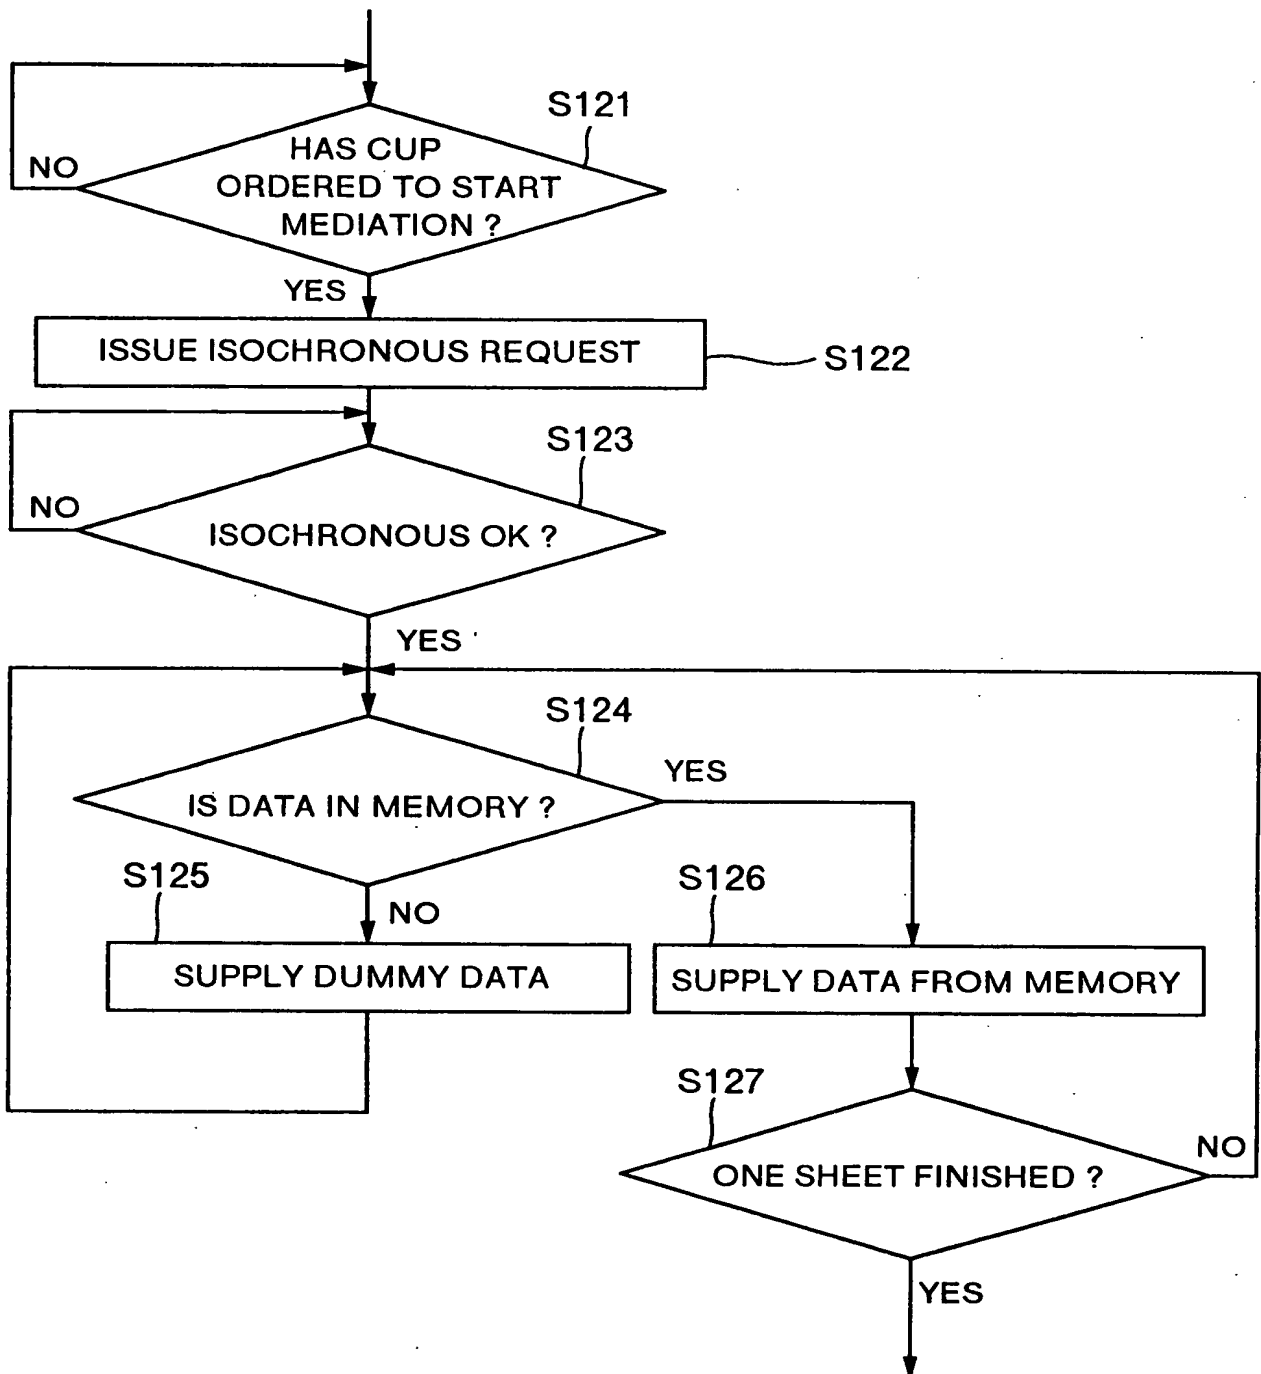 S121
HAS CUP
ORDERED TO START
MEDIATION ?
NO
YES
ISSUE ISOCHRONOUS REQUEST
S122
S123
NO
ISOCHRONOUS OK ?
YES
S124
YES
IS DATA IN MEMORY ?
S125
NO
S126
SUPPLY DUMMY DATA
SUPPLY DATA FROM MEMORY
S127
NO
ONE SHEET FINISHED ?
YES